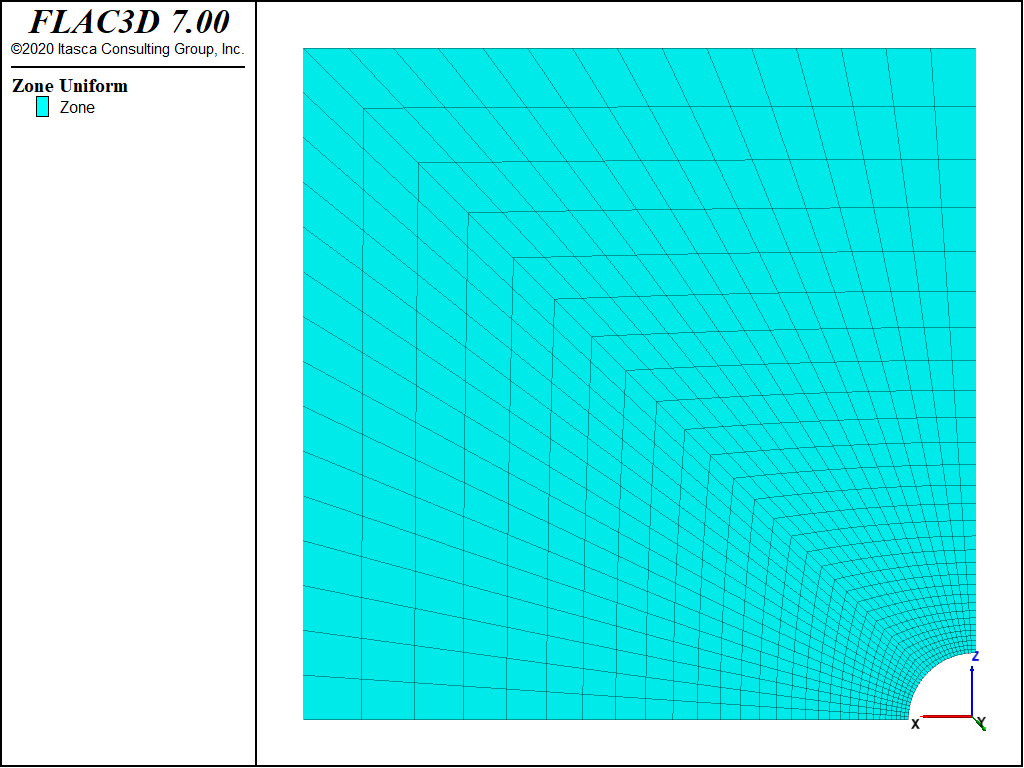 FLAC3D 7.00
©2020 Itasca Consulting Group, Inc.
Zone Uniform
Zone
Z
X
Y